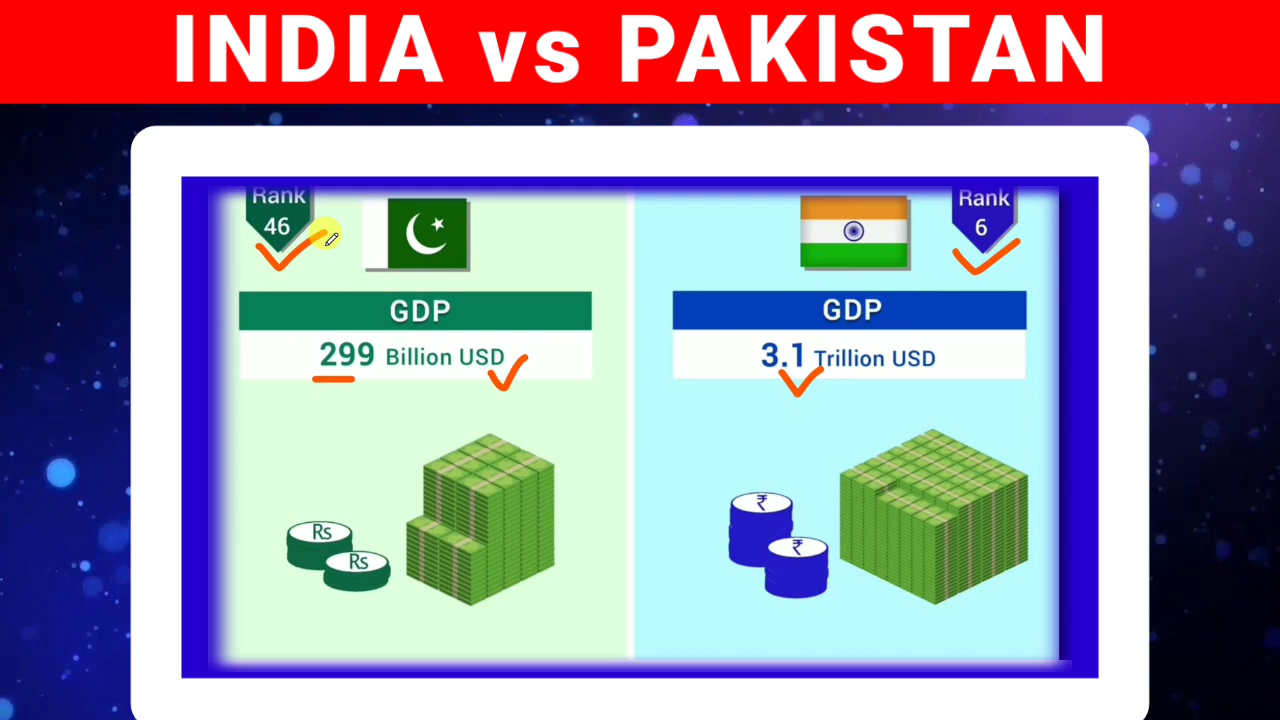 INDIA vs PAKISTAN
Rank
46
GDP
299 Billion USD
Rs
Rs
Rank
6
GDP
3.1 Trillion USD
₹
₹